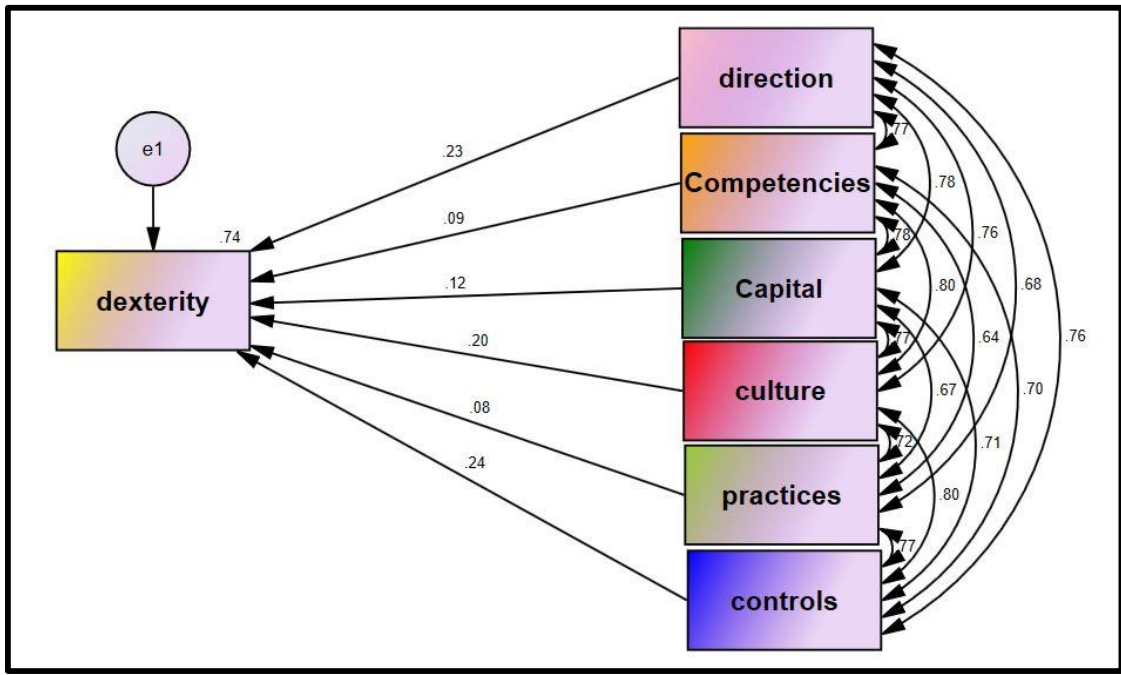 direction
e1
.77
.23
Competencies
.78
.09
.74
.78
.76
dexterity
.12
Capital
.80
.68
.20
.77
.64
.76
culture
.67
.70
.08
.72
.71
.24
practices
.80
.77
controls